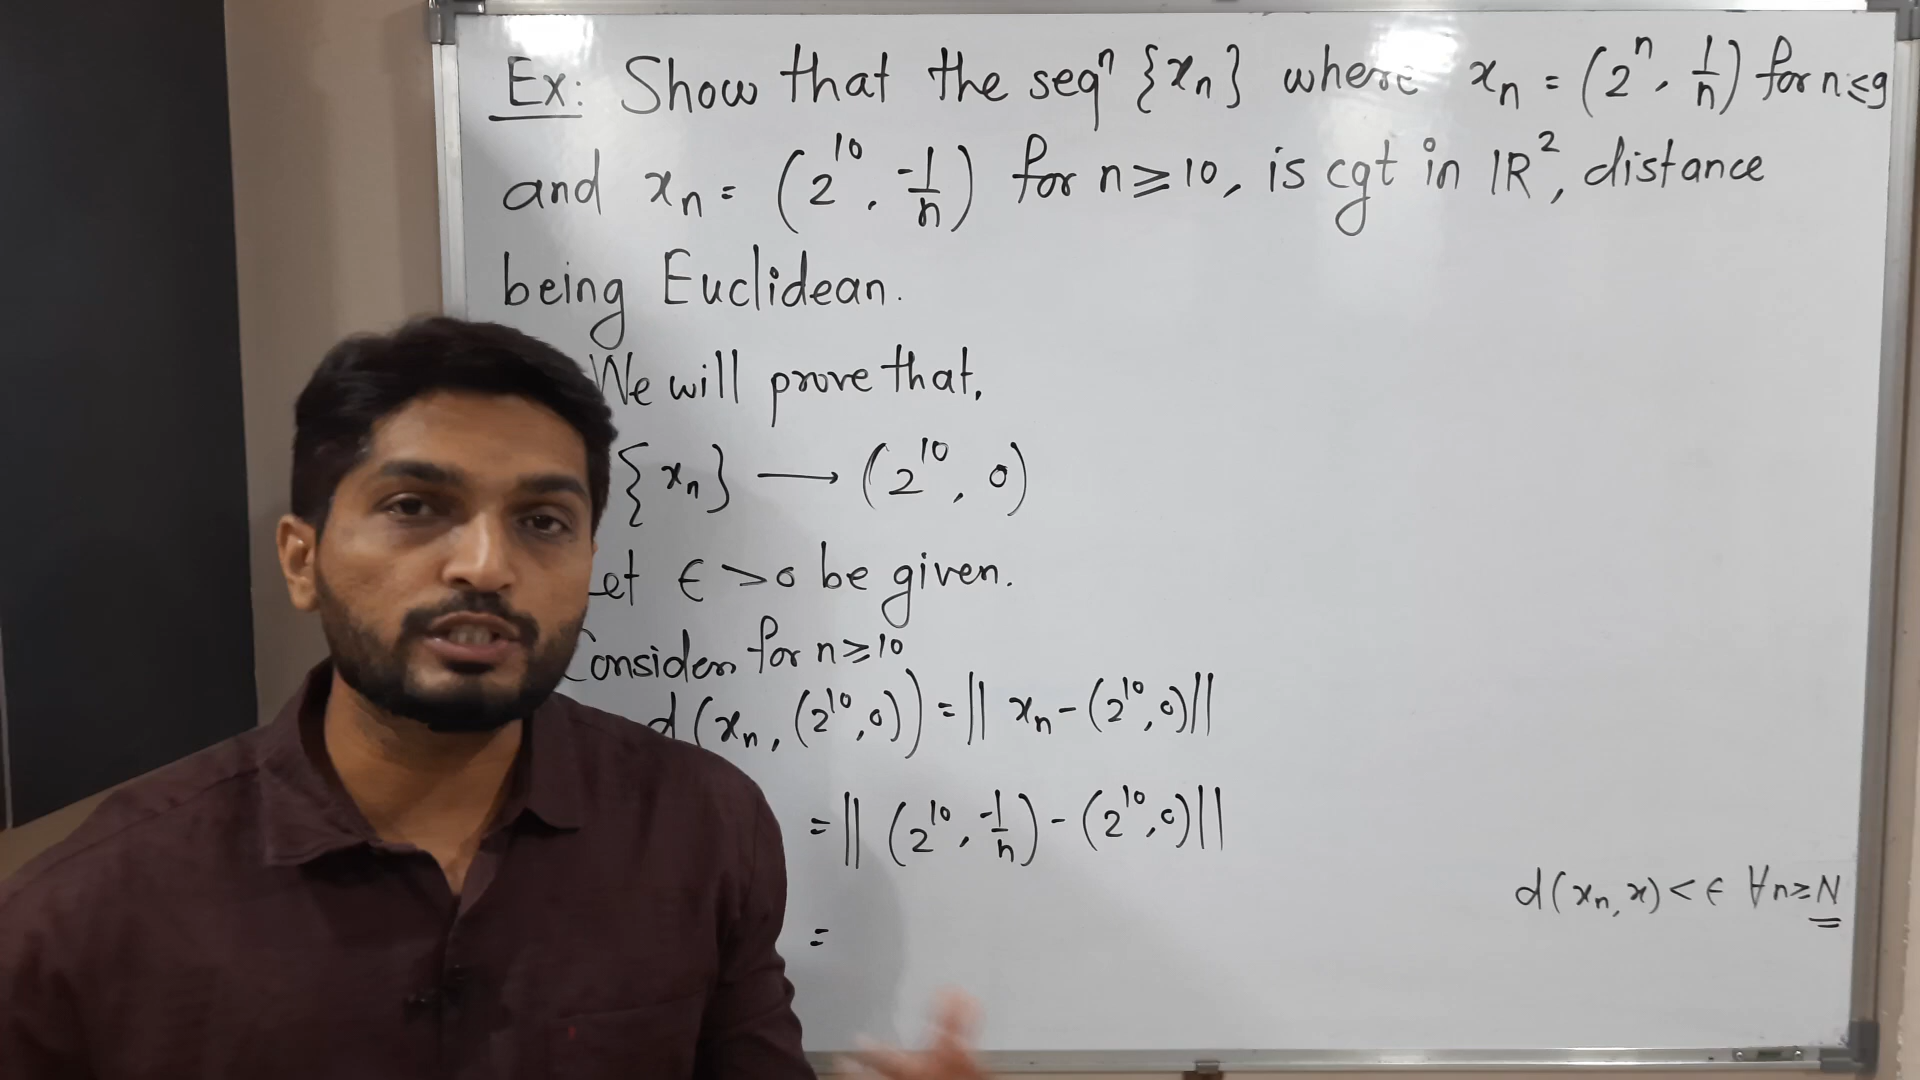 Ex: Show that the seqⁿ {xₙ} where xₙ = (2ⁿ, 1/n) for n≤9
and xₙ = (2¹⁰, -1/n) for n≥10, is cgt in ℝ², distance
being Euclidean.
We will prove that,
{xₙ} → (2¹⁰, 0)
et ϵ>0 be given.
Consider for n≥10
d(xₙ, (2¹⁰,0)) = || xₙ-(2¹⁰,0)||
= || (2¹⁰, -1/n) - (2¹⁰,0)||
d(xₙ, x) < ϵ ∀n≥N
=